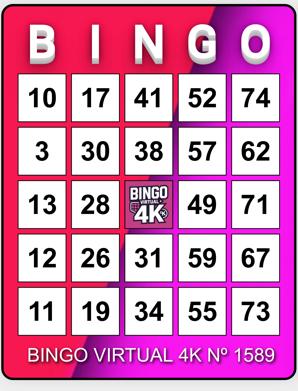 BINGO
10 17 41 52 74
3 30 38 57 62
13 28 BINGO VIRTUAL 4K 49 71
12 26 31 59 67
11 19 34 55 73
BINGO VIRTUAL 4K Nº 1589